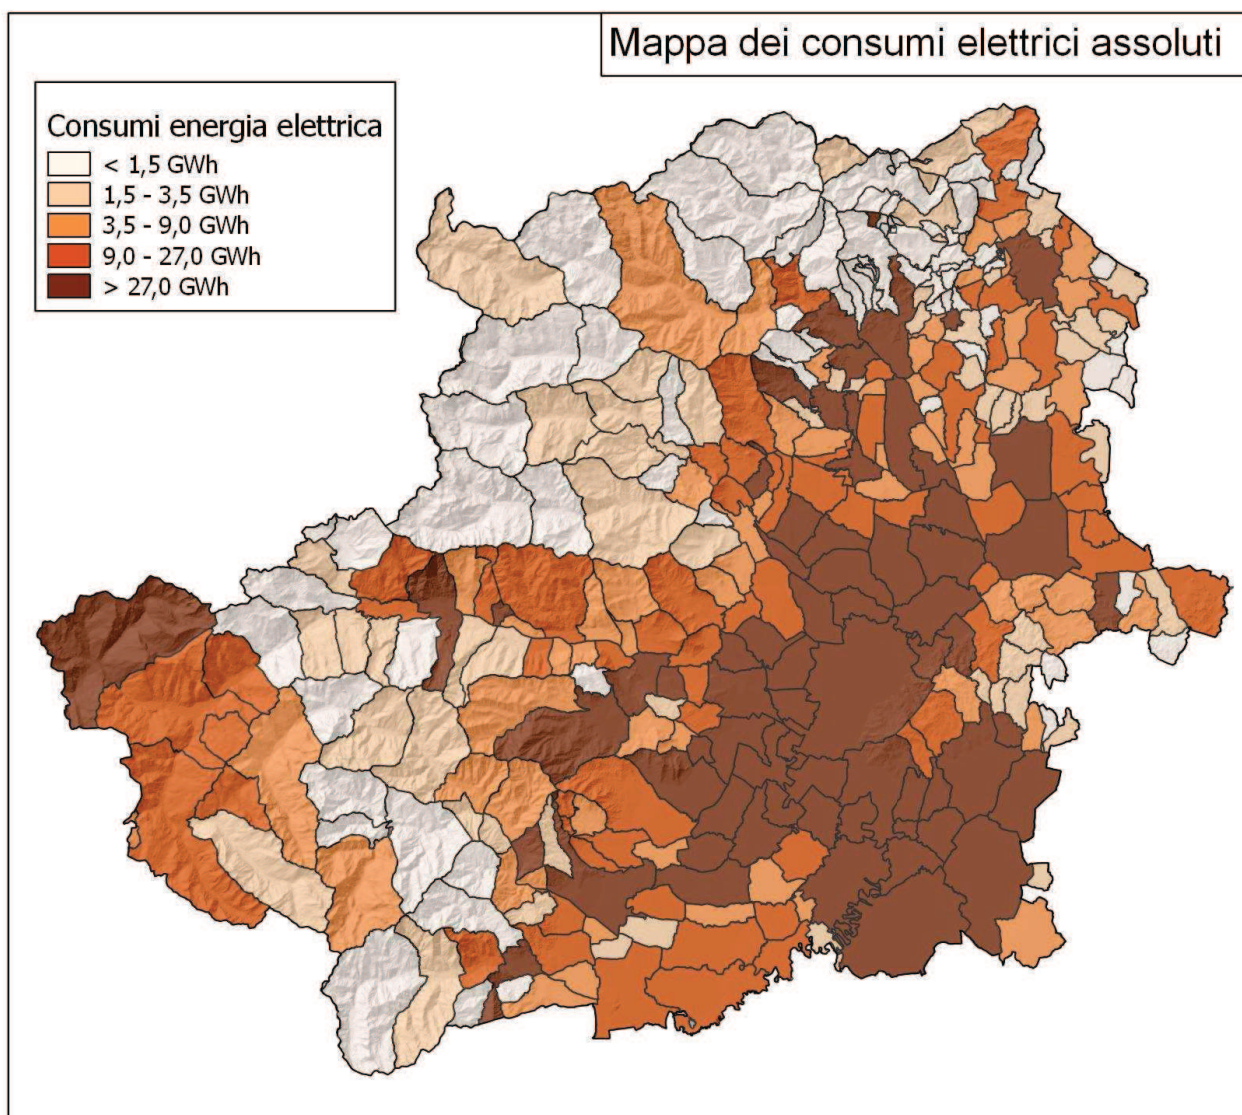 Mappa dei consumi elettrici assoluti
Consumi energia elettrica
< 1,5 GWh
1,5 - 3,5 GWh
3,5 - 9,0 GWh
9,0 - 27,0 GWh
> 27,0 GWh